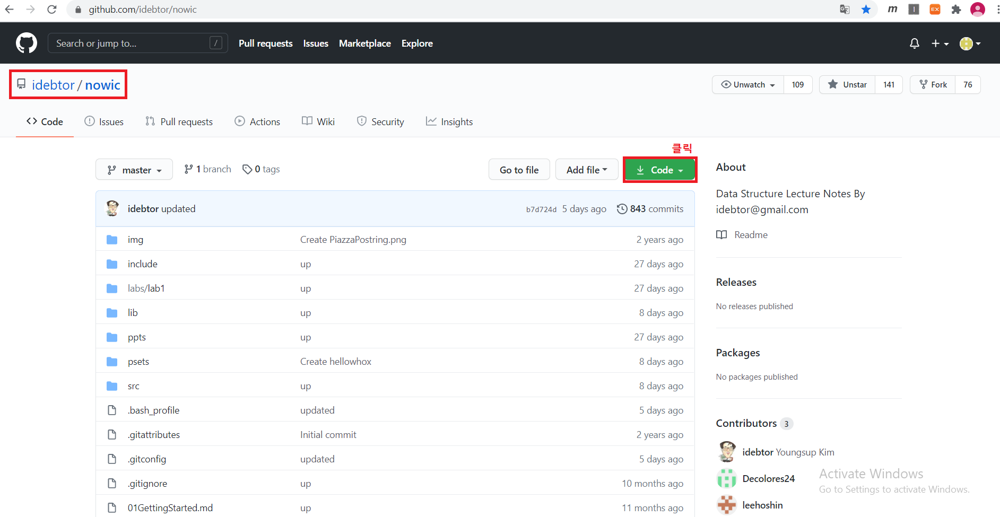 github.com/idebtor/nowic
m I EX
Search or jump to... / Pull requests Issues Marketplace Explore
idebtor / nowic
Unwatch 109 Unstar 141 Fork 76
Code Issues Pull requests Actions Wiki Security Insights
클릭
master 1 branch 0 tags Go to file Add file Code
idebtor updated b7d724d 5 days ago 843 commits
img Create PiazzaPostring.png 2 years ago
include up 27 days ago
labs/lab1 up 27 days ago
lib up 8 days ago
ppts up 27 days ago
psets Create hellowhox 8 days ago
src up 8 days ago
.bash_profile updated 5 days ago
.gitattributes Initial commit 2 years ago
.gitconfig updated 5 days ago
.gitignore up 10 months ago
01GettingStarted.md up 11 months ago
About
Data Structure Lecture Notes By
idebtor@gmail.com
Readme
Releases
No releases published
Packages
No packages published
Contributors 3
idebtor Youngsup Kim
Decolores24
leehoshin
Activate Windows
Go to Settings to activate Windows.